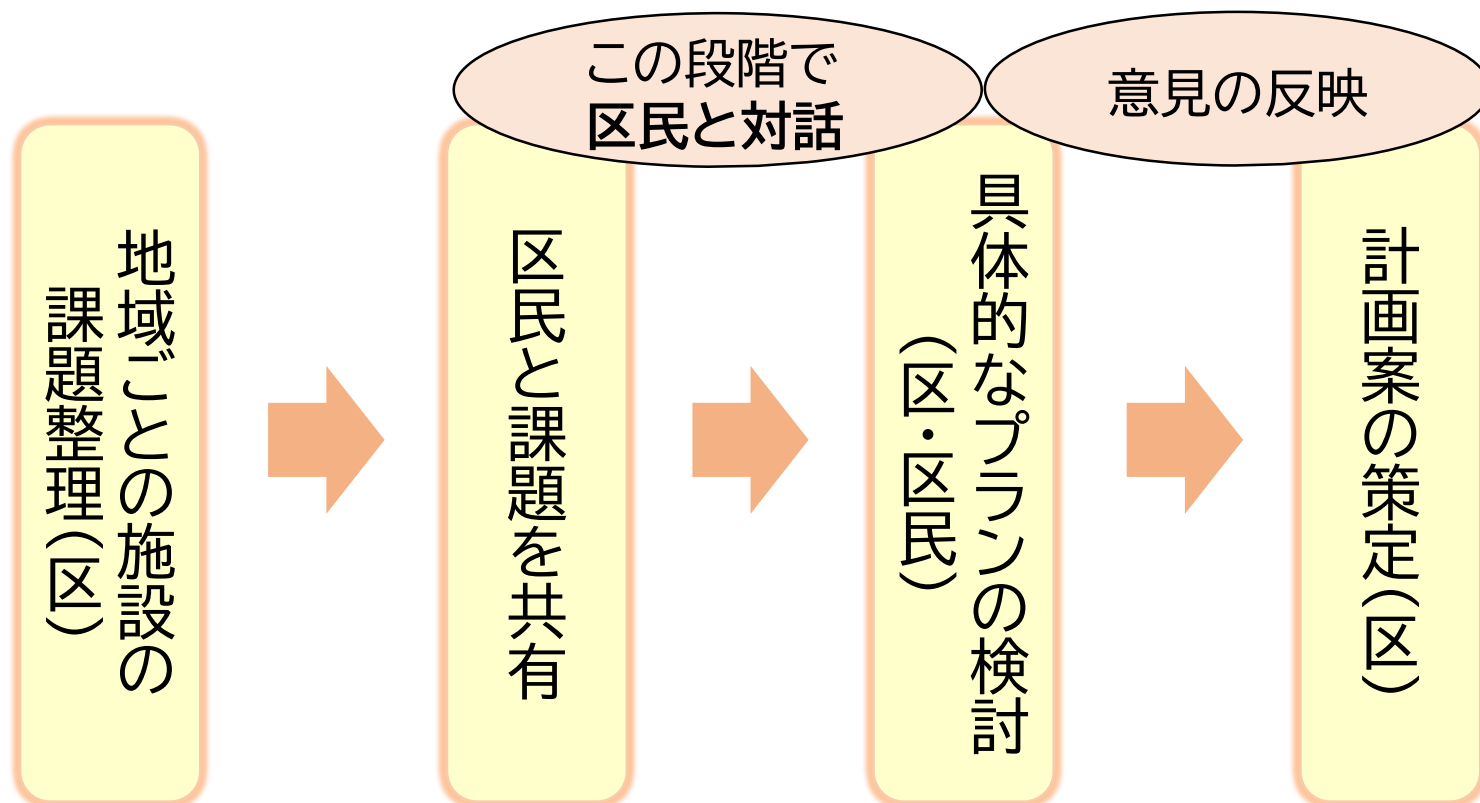 この段階で
区民と対話
意見の反映
地域ごとの施設の
課題整理(区)
区民と課題を共有
具体的なプランの検討
(区・区民)
計画案の策定(区)